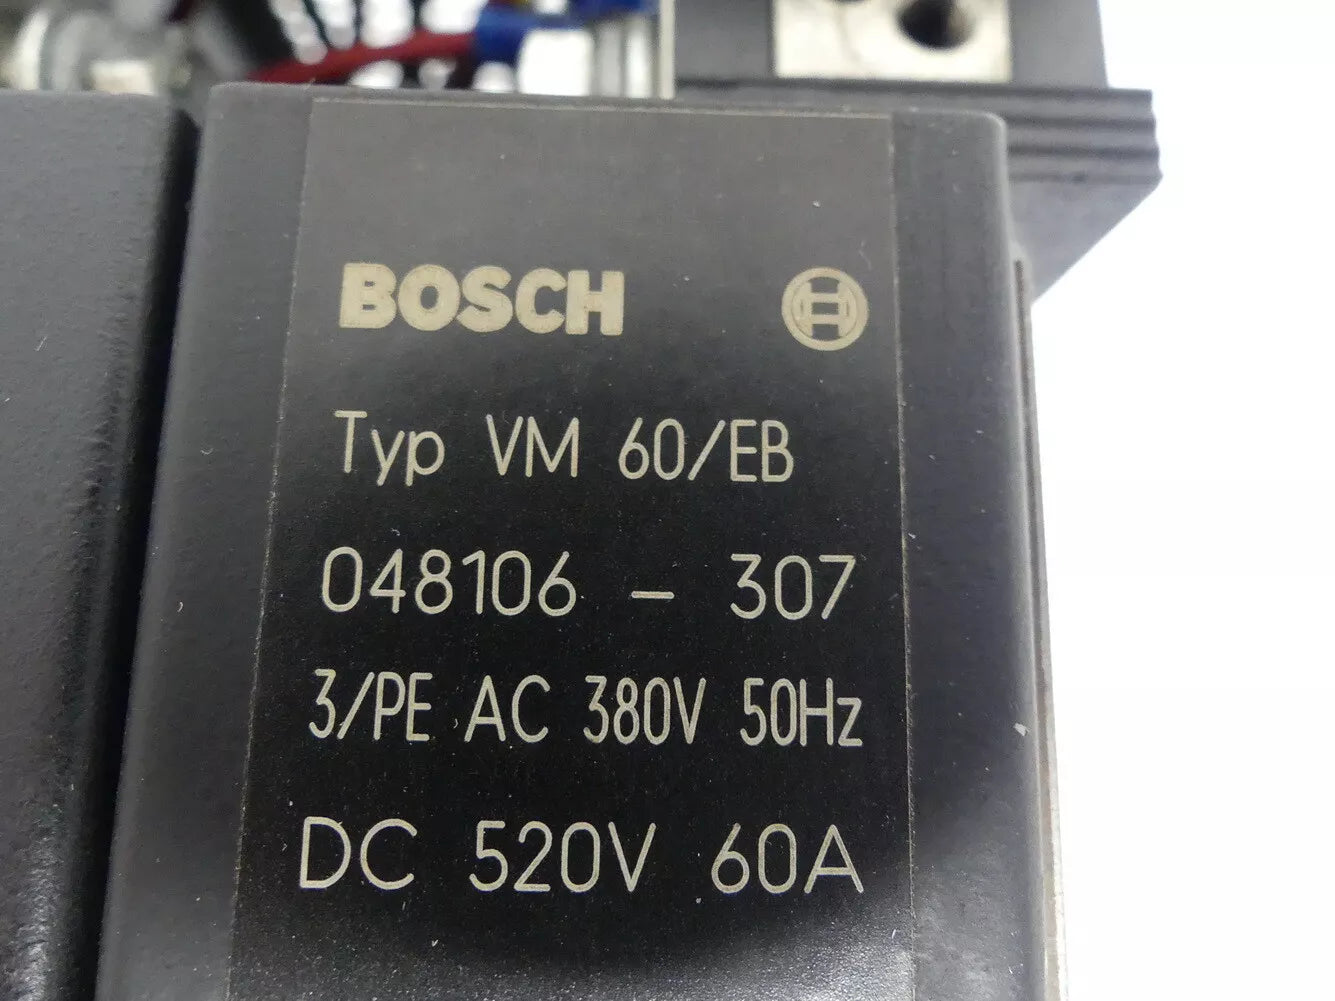 BOSCH
Typ VM 60/EB
048106 - 307
3/PE AC 380V 50Hz
DC 520V 60A